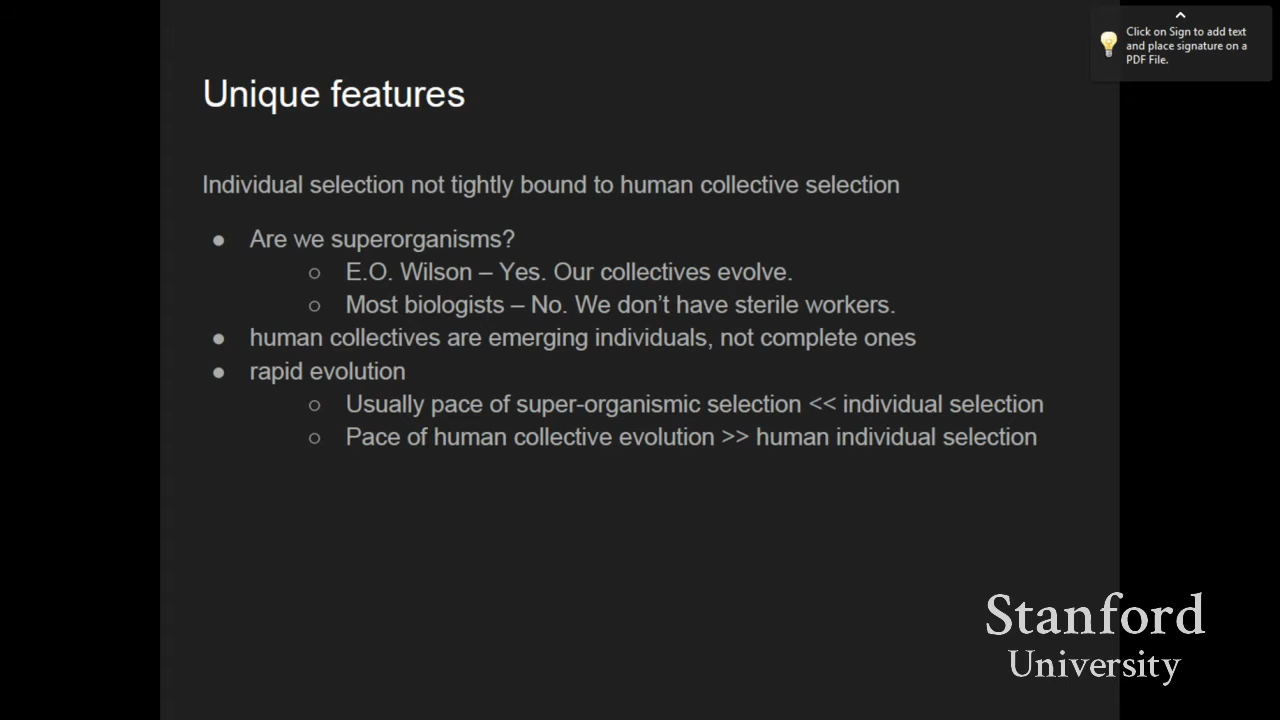 Click on Sign to add text
and place signature on a
PDF File.
Unique features
Individual selection not tightly bound to human collective selection
● Are we superorganisms?
○ E.O. Wilson – Yes. Our collectives evolve.
○ Most biologists – No. We don’t have sterile workers.
● human collectives are emerging individuals, not complete ones
● rapid evolution
○ Usually pace of super-organismic selection << individual selection
○ Pace of human collective evolution >> human individual selection
Stanford
University